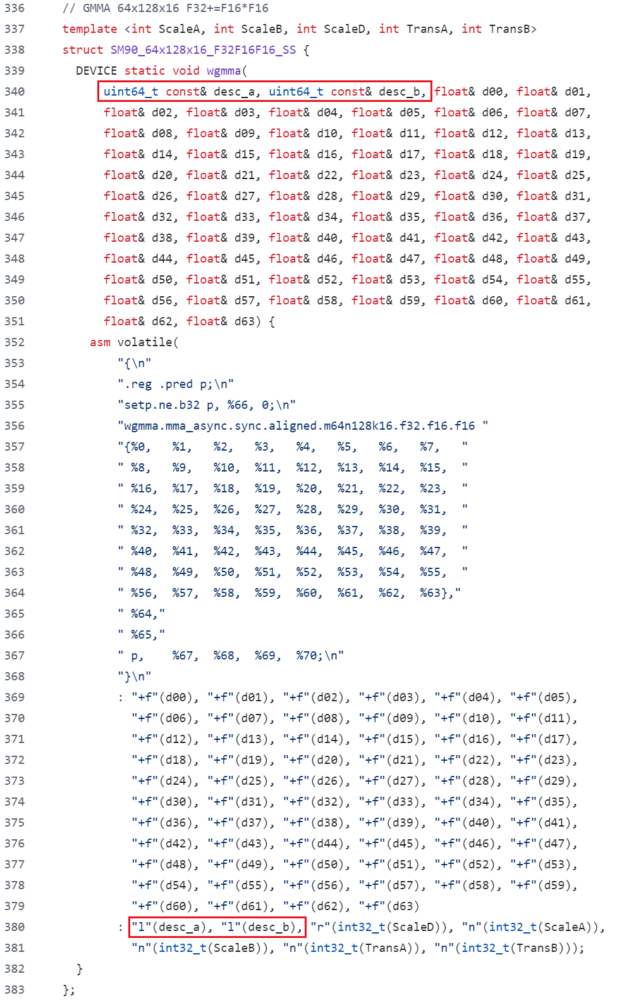 336 // GMMA 64x128x16 F32+=F16*F16
337 template <int ScaleA, int ScaleB, int ScaleD, int TransA, int TransB>
338 struct SM90_64x128x16_F32F16F16_SS {
339 DEVICE static void wgmma(
340 uint64_t const& desc_a, uint64_t const& desc_b, float& d00, float& d01,
341 float& d02, float& d03, float& d04, float& d05, float& d06, float& d07,
342 float& d08, float& d09, float& d10, float& d11, float& d12, float& d13,
343 float& d14, float& d15, float& d16, float& d17, float& d18, float& d19,
344 float& d20, float& d21, float& d22, float& d23, float& d24, float& d25,
345 float& d26, float& d27, float& d28, float& d29, float& d30, float& d31,
346 float& d32, float& d33, float& d34, float& d35, float& d36, float& d37,
347 float& d38, float& d39, float& d40, float& d41, float& d42, float& d43,
348 float& d44, float& d45, float& d46, float& d47, float& d48, float& d49,
349 float& d50, float& d51, float& d52, float& d53, float& d54, float& d55,
350 float& d56, float& d57, float& d58, float& d59, float& d60, float& d61,
351 float& d62, float& d63) {
352 asm volatile(
353 "{\n"
354 ".reg .pred p;\n"
355 "setp.ne.b32 p, %66, 0;\n"
356 "wgmma.mma_async.sync.aligned.m64n128k16.f32.f16.f16 "
357 "{%0, %1, %2, %3, %4, %5, %6, %7, "
358 " %8, %9, %10, %11, %12, %13, %14, %15, "
359 " %16, %17, %18, %19, %20, %21, %22, %23, "
360 " %24, %25, %26, %27, %28, %29, %30, %31, "
361 " %32, %33, %34, %35, %36, %37, %38, %39, "
362 " %40, %41, %42, %43, %44, %45, %46, %47, "
363 " %48, %49, %50, %51, %52, %53, %54, %55, "
364 " %56, %57, %58, %59, %60, %61, %62, %63},"
365 " %64,"
366 " %65,"
367 " p, %67, %68, %69, %70;\n"
368 "}\n"
369 : "+f"(d00), "+f"(d01), "+f"(d02), "+f"(d03), "+f"(d04), "+f"(d05),
370 "+f"(d06), "+f"(d07), "+f"(d08), "+f"(d09), "+f"(d10), "+f"(d11),
371 "+f"(d12), "+f"(d13), "+f"(d14), "+f"(d15), "+f"(d16), "+f"(d17),
372 "+f"(d18), "+f"(d19), "+f"(d20), "+f"(d21), "+f"(d22), "+f"(d23),
373 "+f"(d24), "+f"(d25), "+f"(d26), "+f"(d27), "+f"(d28), "+f"(d29),
374 "+f"(d30), "+f"(d31), "+f"(d32), "+f"(d33), "+f"(d34), "+f"(d35),
375 "+f"(d36), "+f"(d37), "+f"(d38), "+f"(d39), "+f"(d40), "+f"(d41),
376 "+f"(d42), "+f"(d43), "+f"(d44), "+f"(d45), "+f"(d46), "+f"(d47),
377 "+f"(d48), "+f"(d49), "+f"(d50), "+f"(d51), "+f"(d52), "+f"(d53),
378 "+f"(d54), "+f"(d55), "+f"(d56), "+f"(d57), "+f"(d58), "+f"(d59),
379 "+f"(d60), "+f"(d61), "+f"(d62), "+f"(d63)
380 : "l"(desc_a), "l"(desc_b), "r"(int32_t(ScaleD)), "n"(int32_t(ScaleA)),
381 "n"(int32_t(ScaleB)), "n"(int32_t(TransA)), "n"(int32_t(TransB)));
382 }
383 };